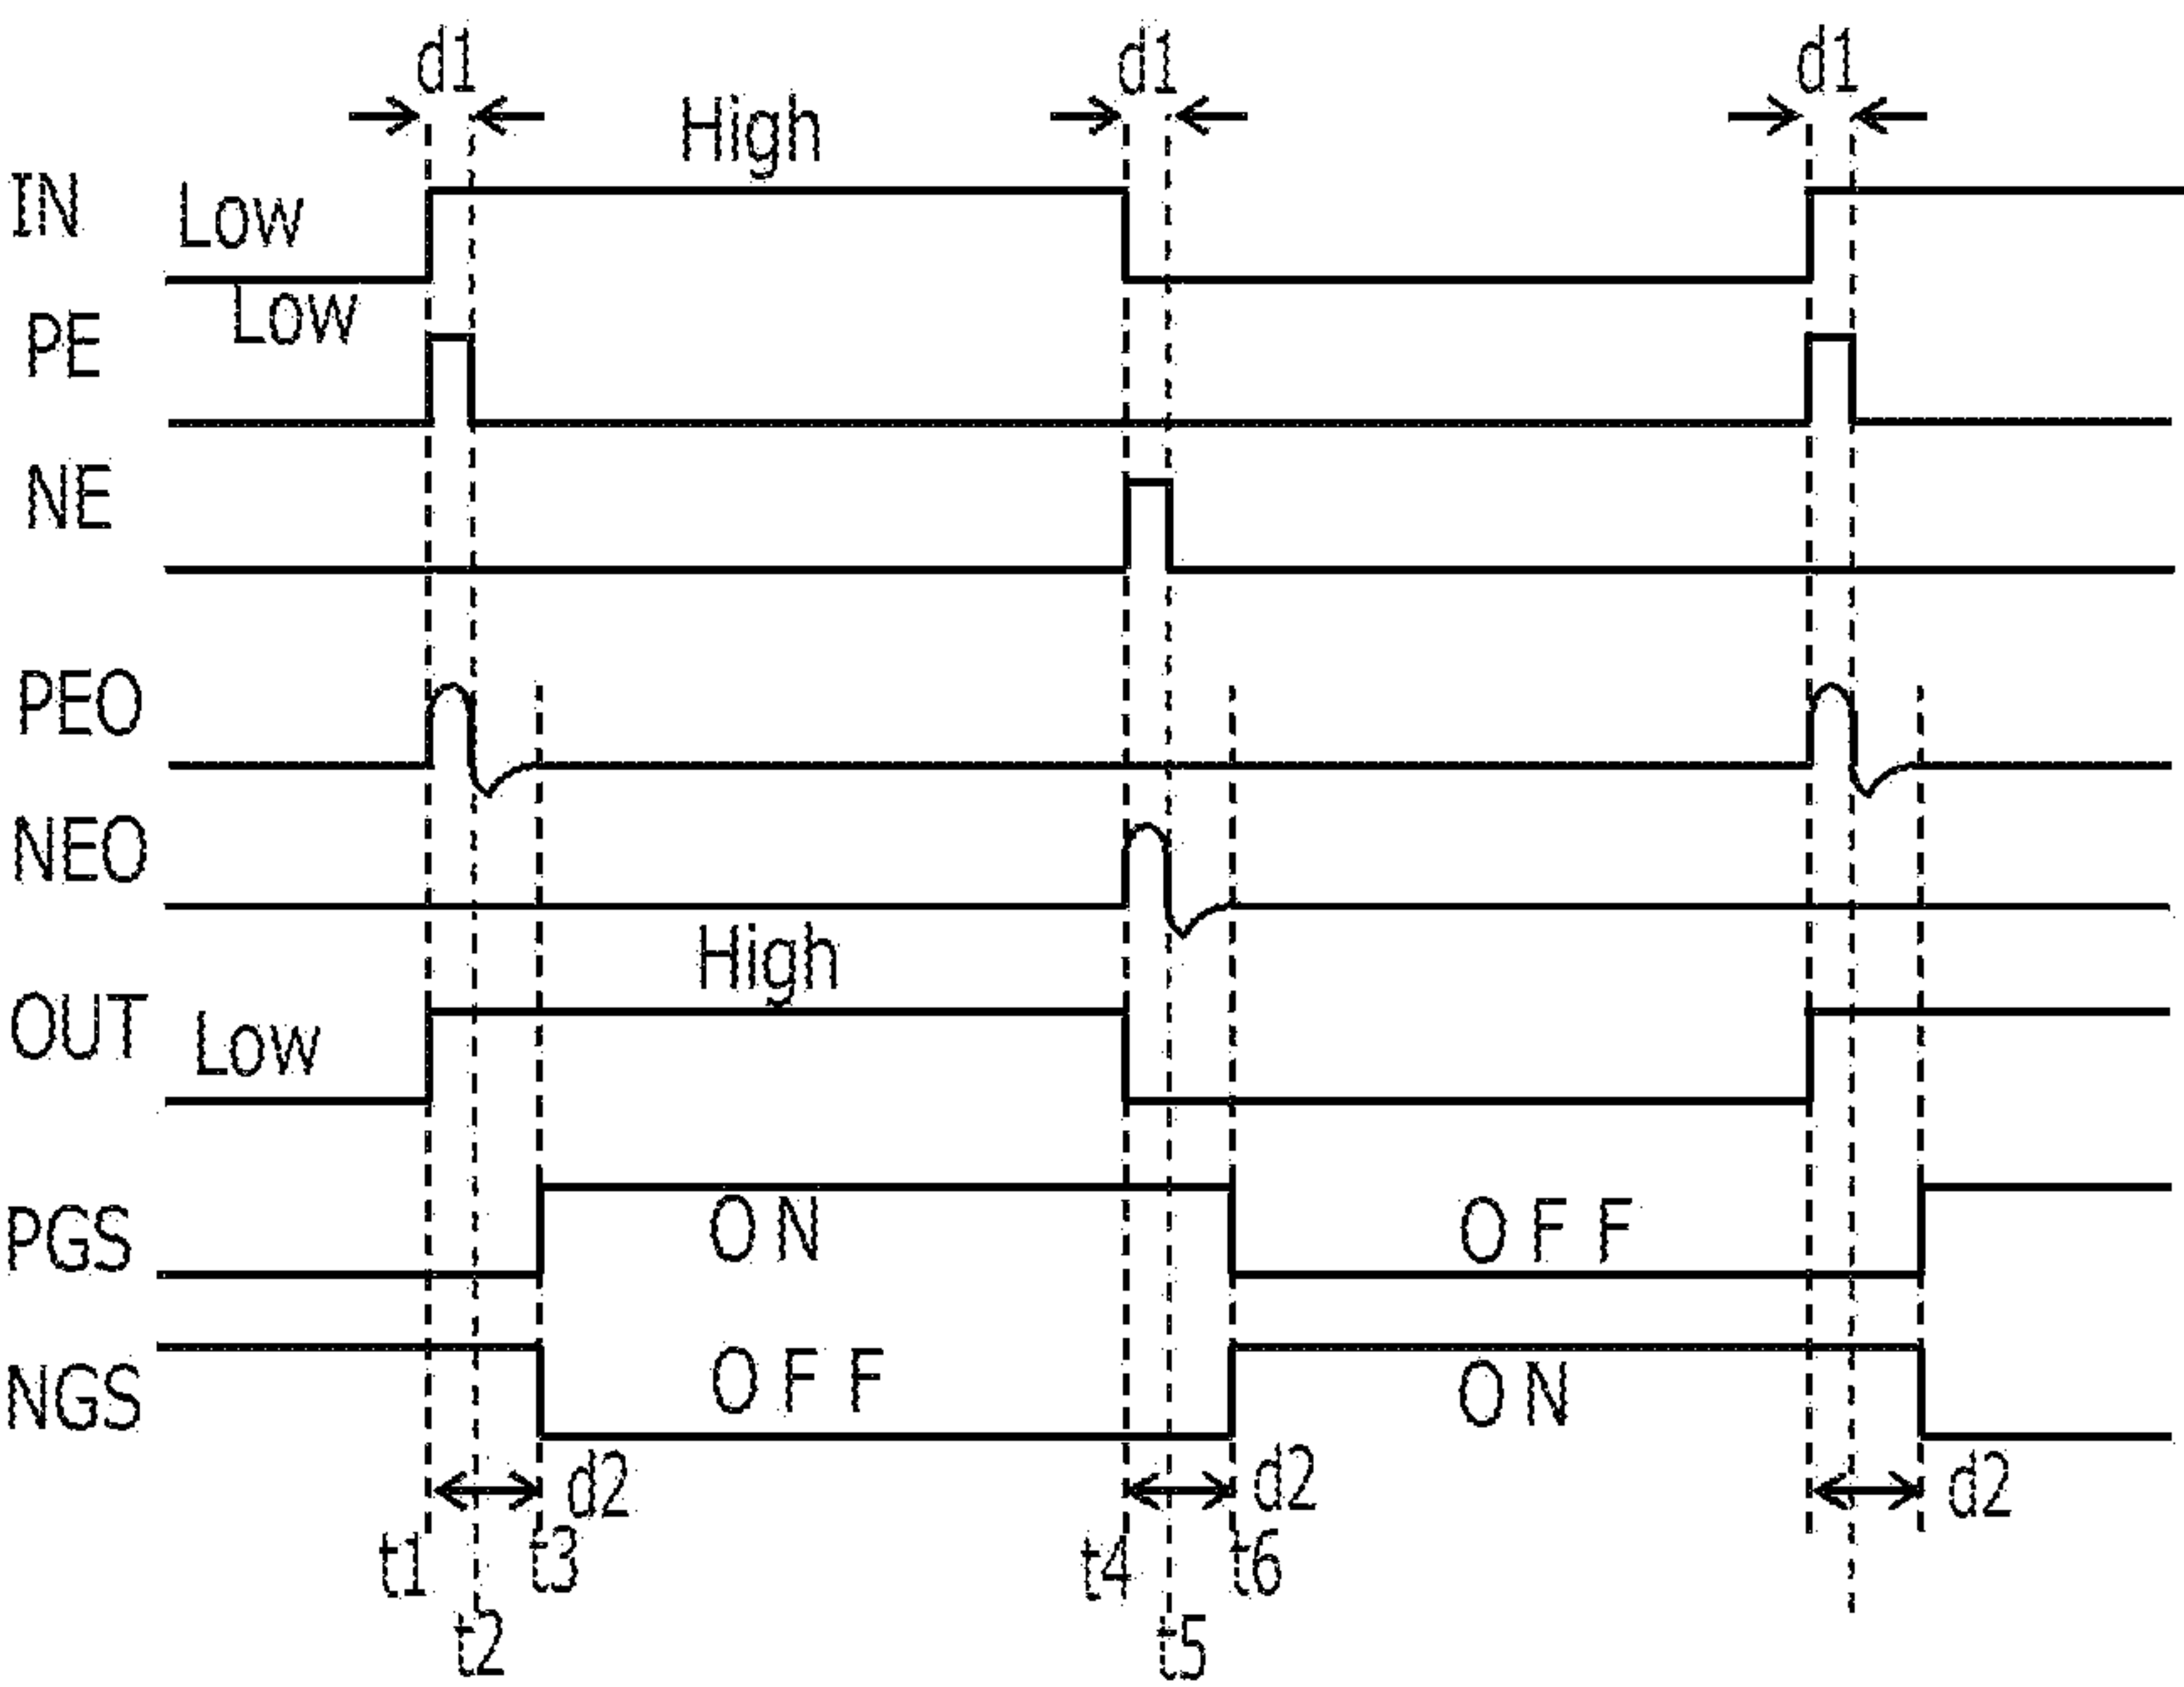 d1 d1 d1
High
IN Low
Low
PE
NE
PEO
NEO
High
OUT Low
PGS ON OFF
NGS OFF ON
d2 d2 d2
t1 t3 t4 t6
t2 t5